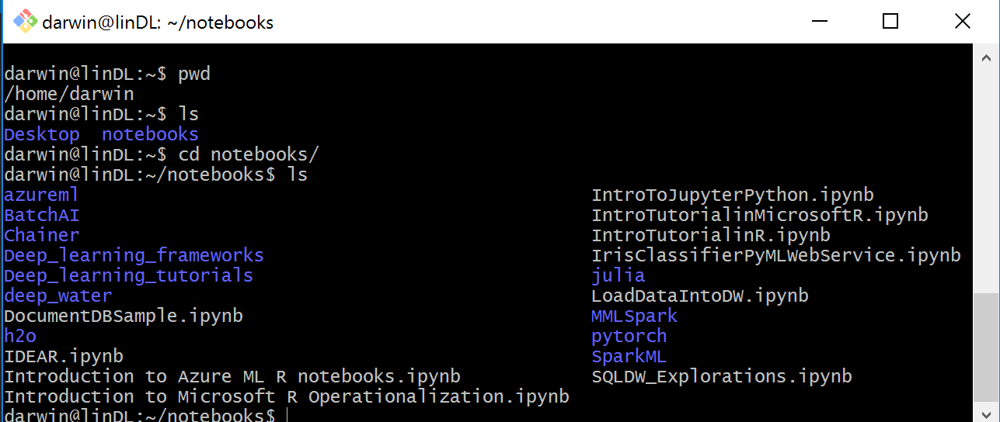 darwin@linDL: ~/notebooks
darwin@linDL:~$ pwd
/home/darwin
darwin@linDL:~$ ls
Desktop  notebooks
darwin@linDL:~$ cd notebooks/
darwin@linDL:~/notebooks$ ls
azureml                                               IntroToJupyterPython.ipynb
BatchAI                                               IntroTutorialinMicrosoftR.ipynb
Chainer                                               IntroTutorialinR.ipynb
Deep_learning_frameworks                              IrisClassifierPyMLWebService.ipynb
Deep_learning_tutorials                               julia
deep_water                                            LoadDataIntoDW.ipynb
DocumentDBSample.ipynb                                MMLSpark
h2o                                                   pytorch
IDEAR.ipynb                                           SparkML
Introduction to Azure ML R notebooks.ipynb            SQLDW_Explorations.ipynb
Introduction to Microsoft R Operationalization.ipynb
darwin@linDL:~/notebooks$